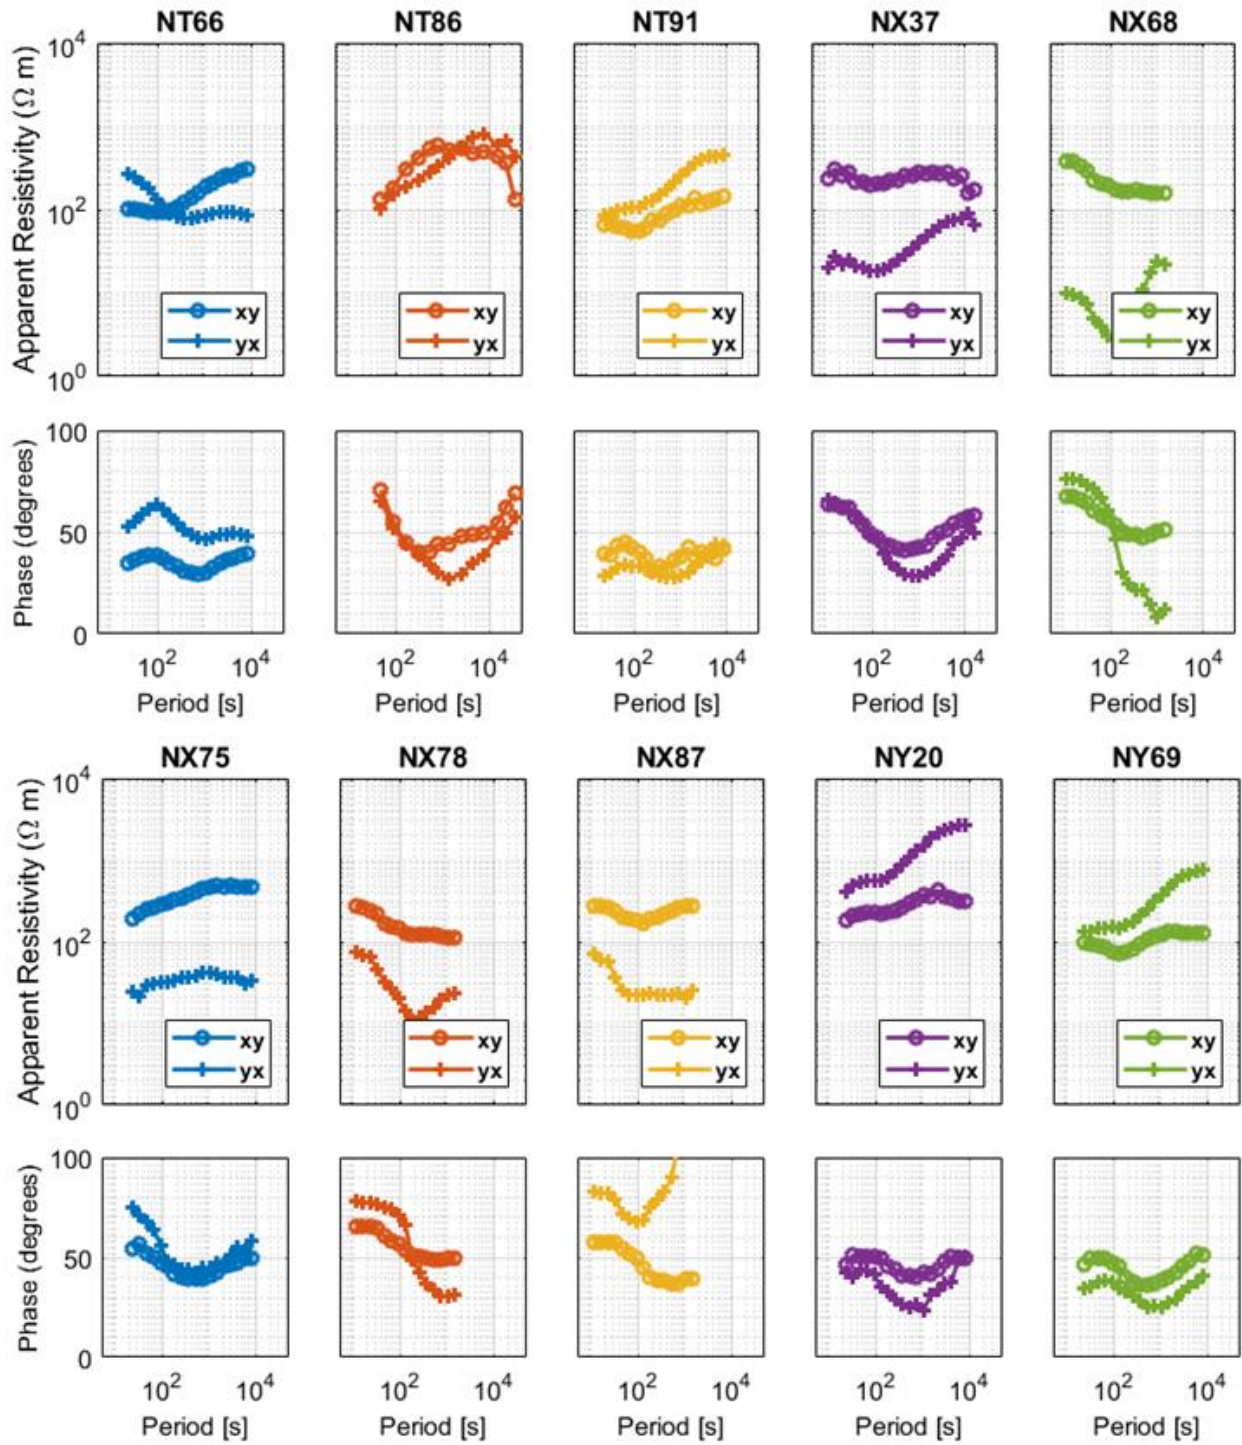 NT66 NT86 NT91 NX37 NX68
Apparent Resistivity (Ω m)
10^4
10^2
10^0
xy
yx
xy
yx
xy
yx
xy
yx
xy
yx
Phase (degrees)
100
50
0
10^2 10^4 10^2 10^4 10^2 10^4 10^2 10^4 10^2 10^4
Period [s] Period [s] Period [s] Period [s] Period [s]
NX75 NX78 NX87 NY20 NY69
Apparent Resistivity (Ω m)
10^4
10^2
10^0
xy
yx
xy
yx
xy
yx
xy
yx
xy
yx
Phase (degrees)
100
50
0
10^2 10^4 10^2 10^4 10^2 10^4 10^2 10^4 10^2 10^4
Period [s] Period [s] Period [s] Period [s] Period [s]